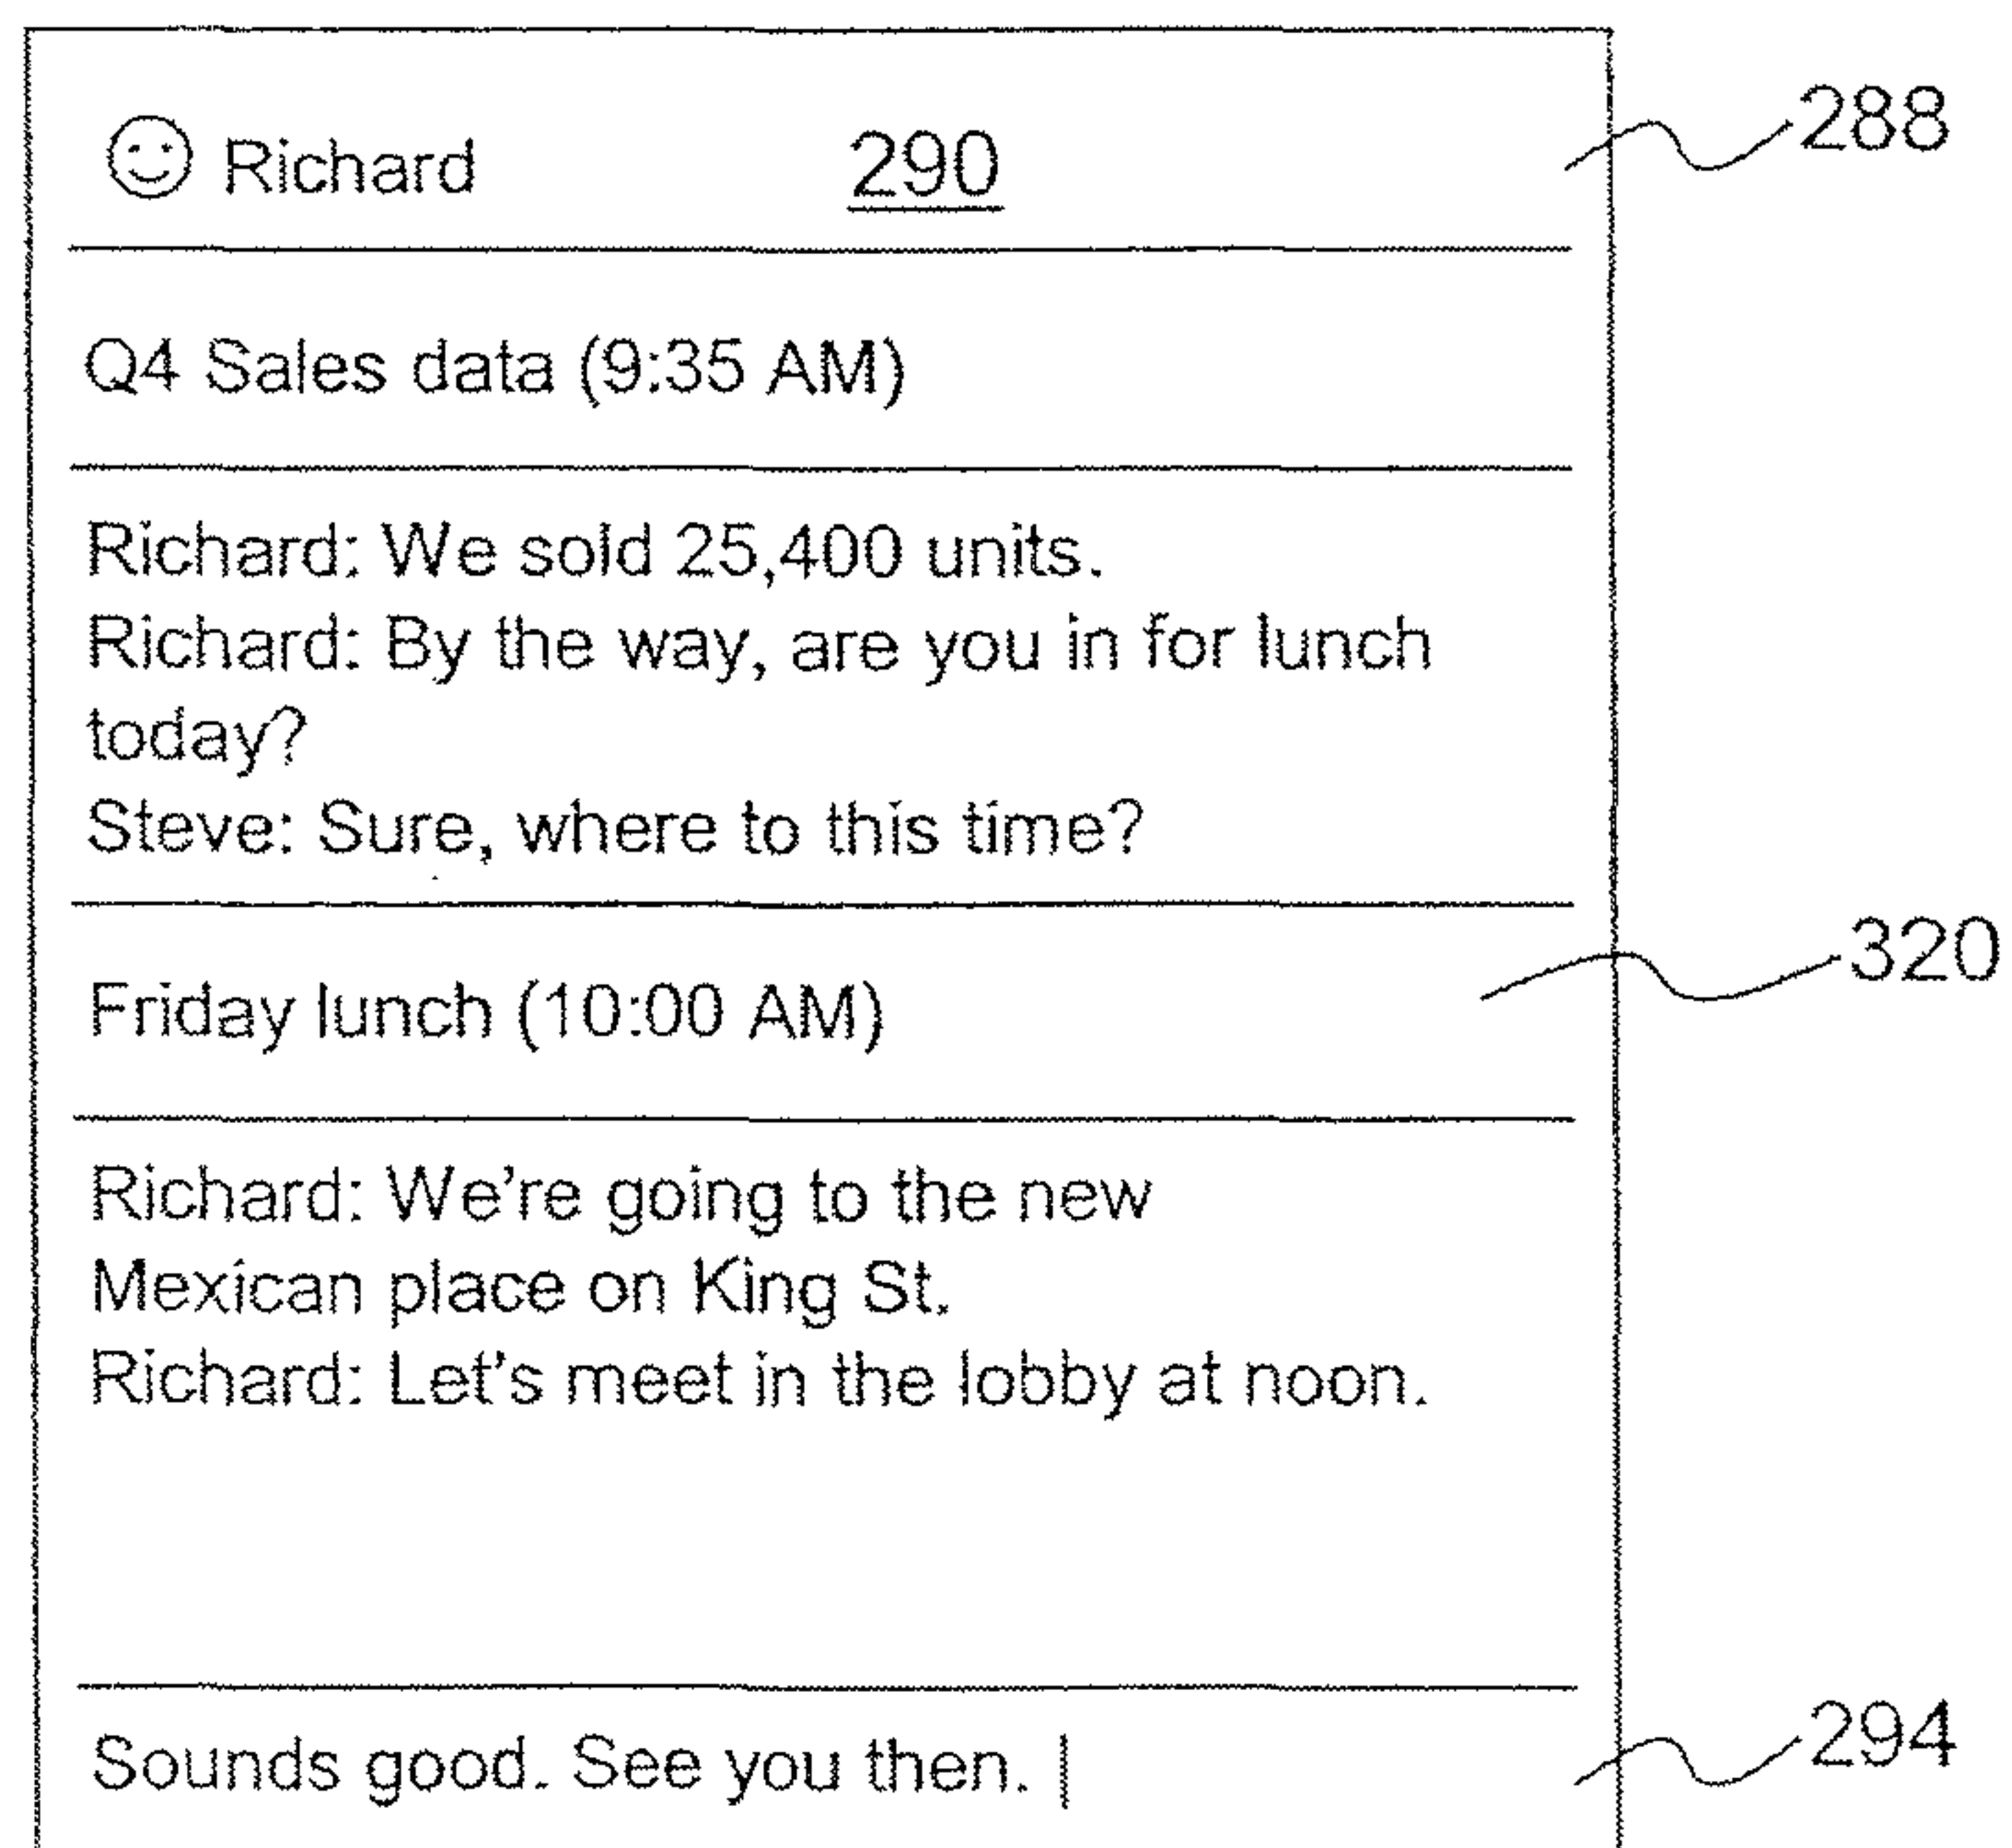 Richard 290 288
Q4 Sales data (9:35 AM)
Richard: We sold 25,400 units.
Richard: By the way, are you in for lunch
today?
Steve: Sure, where to this time?
320
Friday lunch (10:00 AM)
Richard: We're going to the new
Mexican place on King St.
Richard: Let's meet in the lobby at noon.
Sounds good. See you then. | 294